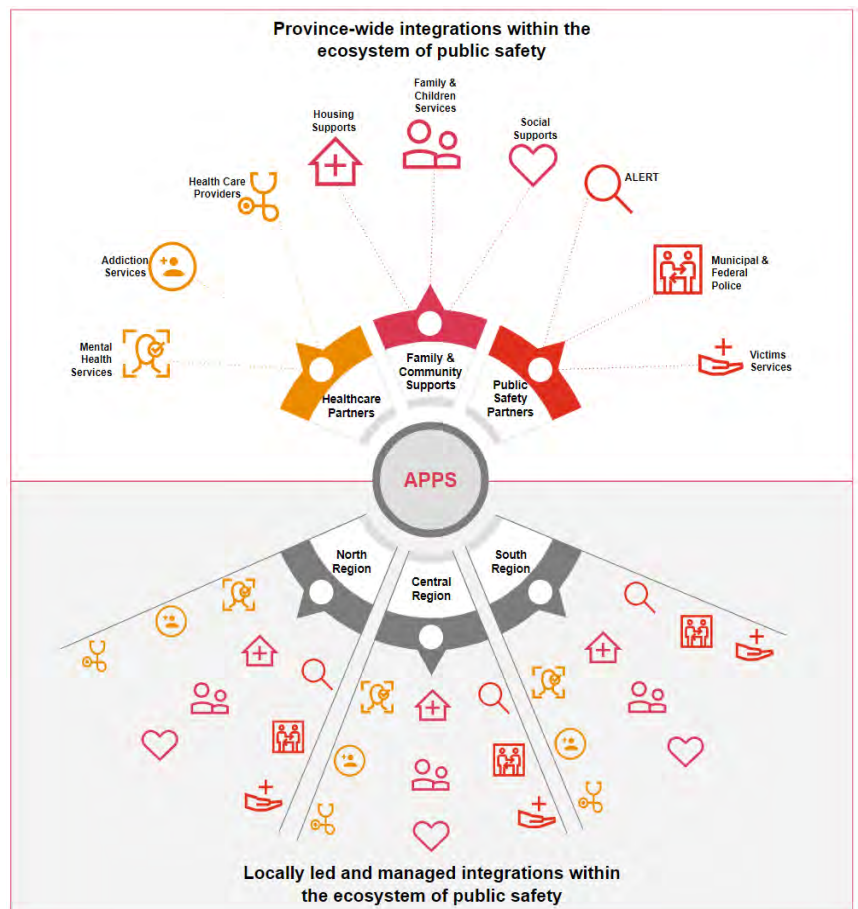 Province-wide integrations within the
ecosystem of public safety
Family &
Children
Services
Housing
Supports
Social
Supports
Health Care
Providers
ALERT
Addiction
Services
Municipal &
Federal
Police
Mental
Health
Services
Victims
Services
Healthcare
Partners
Family &
Community
Supports
Public
Safety
Partners
APPS
North
Region
Central
Region
South
Region
Locally led and managed integrations within
the ecosystem of public safety